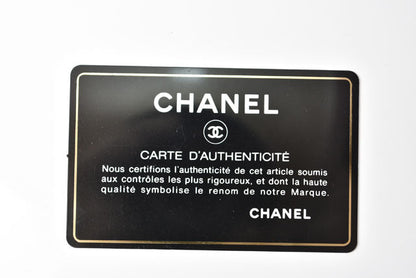 CHANEL
CARTE D'AUTHENTICITÉ
Nous certifions l'authenticité de cet article soumis
aux contrôles les plus rigoureux, et dont la haute
qualité symbolise le renom de notre Marque.
CHANEL